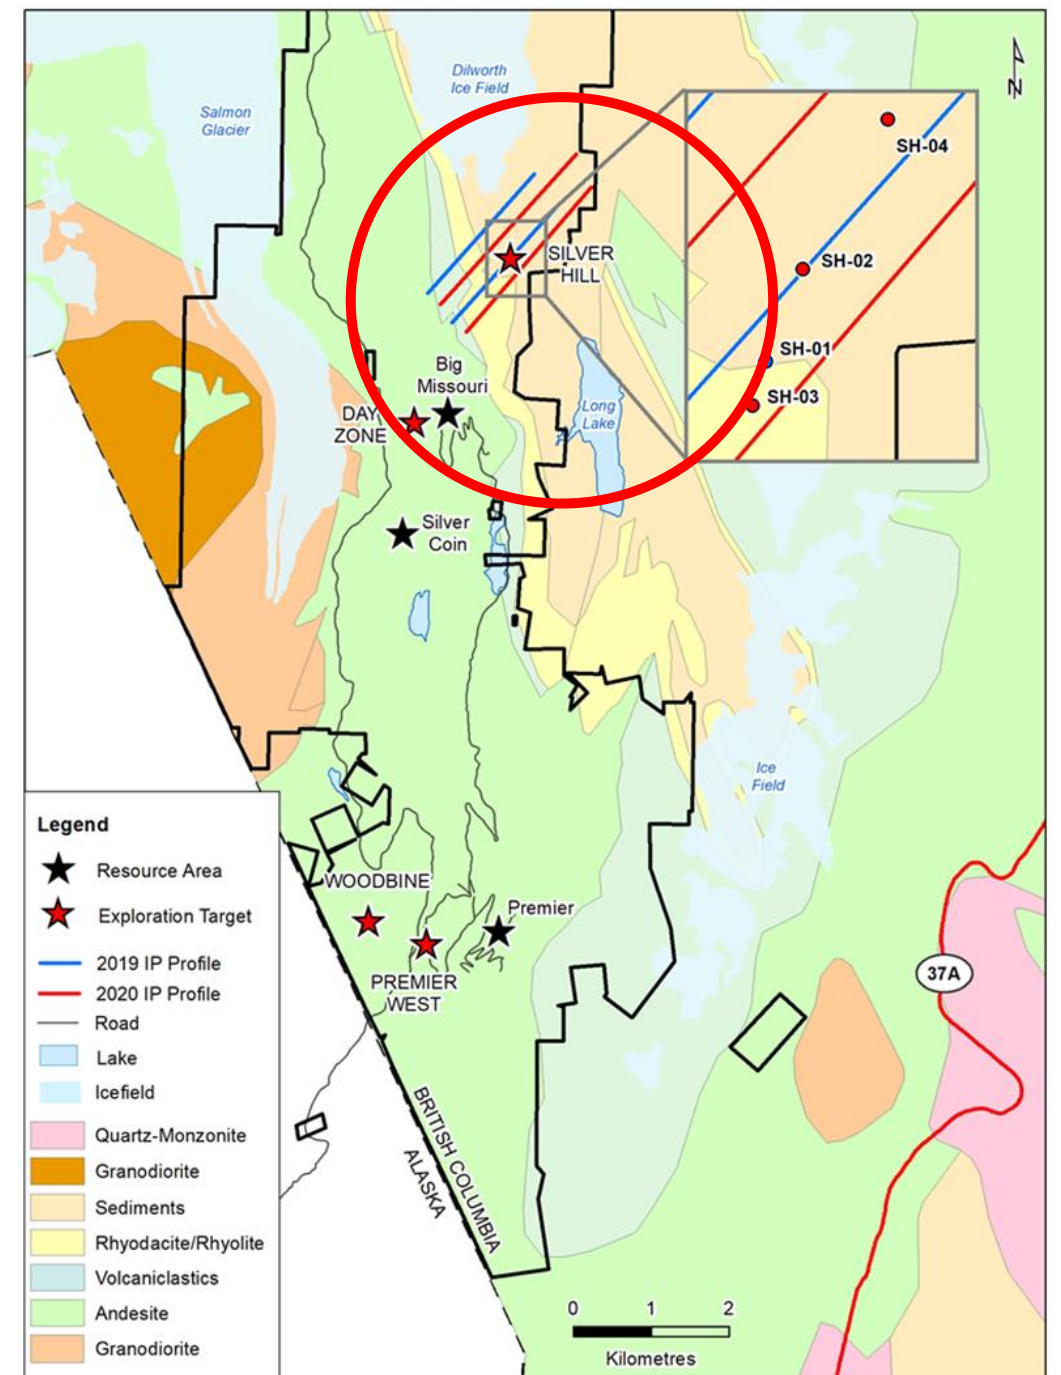 Dilworth
Ice Field
Salmon
Glacier
N
SH-04
SH-02
SH-01
SH-03
SILVER
HILL
Big
Missouri
DAY
ZONE
Long
Lake
Silver
Coin
Ice
Field
WOODBINE
Premier
PREMIER
WEST
37A
BRITISH COLUMBIA
ALASKA
Legend
Resource Area
Exploration Target
2019 IP Profile
2020 IP Profile
Road
Lake
Icefield
Quartz-Monzonite
Granodiorite
Sediments
Rhyodacite/Rhyolite
Volcaniclastics
Andesite
Granodiorite
0 1 2
Kilometres